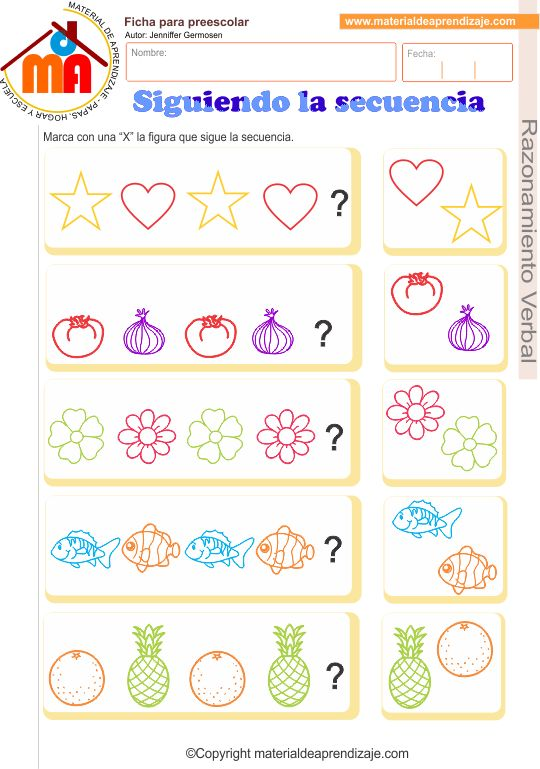 MATERIAL DE APRENDIZAJE - PAPAS, HOGAR Y ESCUELA
d
mA
Ficha para preescolar
Autor: Jenniffer Germosen
www.materialdeaprendizaje.com
Nombre:
Fecha:
Siguiendo la secuencia
Marca con una “X” la figura que sigue la secuencia.
Razonamiento Verbal
?
?
?
?
?
©Copyright materialdeaprendizaje.com